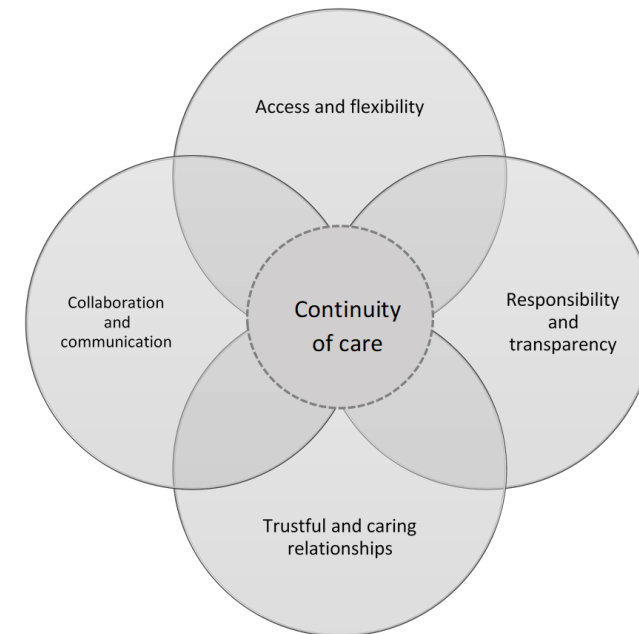 Access and flexibility
Collaboration
and
communication
Continuity
of care
Responsibility
and
transparency
Trustful and caring
relationships